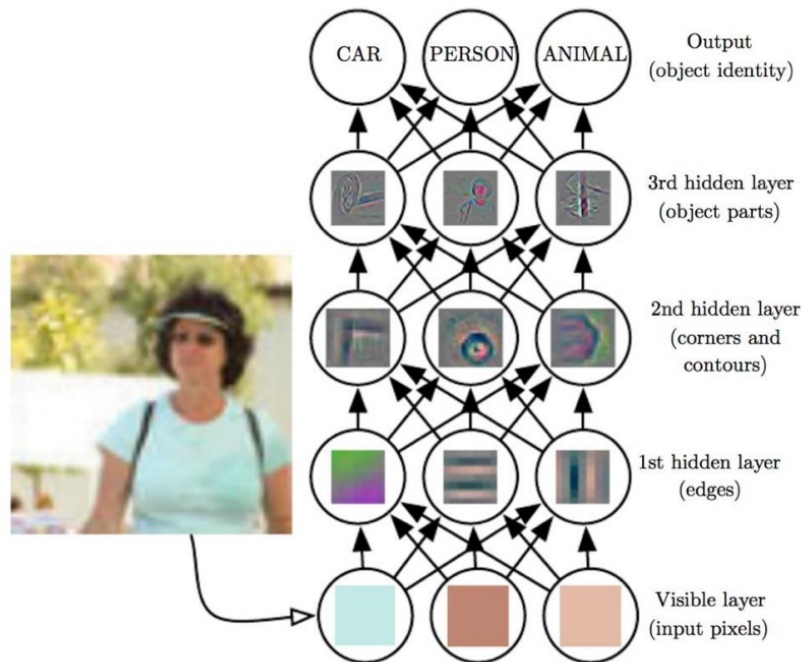 CAR PERSON ANIMAL
Output
(object identity)
3rd hidden layer
(object parts)
2nd hidden layer
(corners and
contours)
1st hidden layer
(edges)
Visible layer
(input pixels)